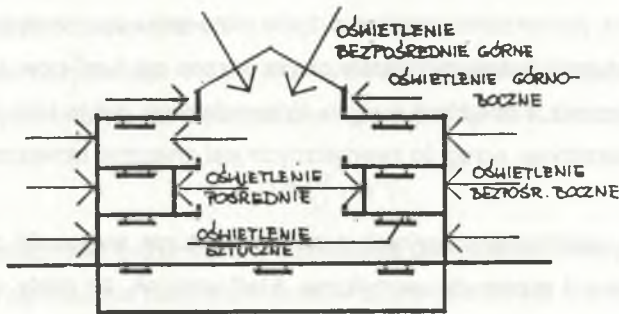 OŚWIETLENIE
BEZPOŚREDNIE GÓRNE
OŚWIETLENIE GÓRNO-
BOCZNE
OŚWIETLENIE
POŚREDNIE
OŚWIETLENIE
BEZPOŚR. BOCZNE
OŚWIETLENIE
SZTUCZNE